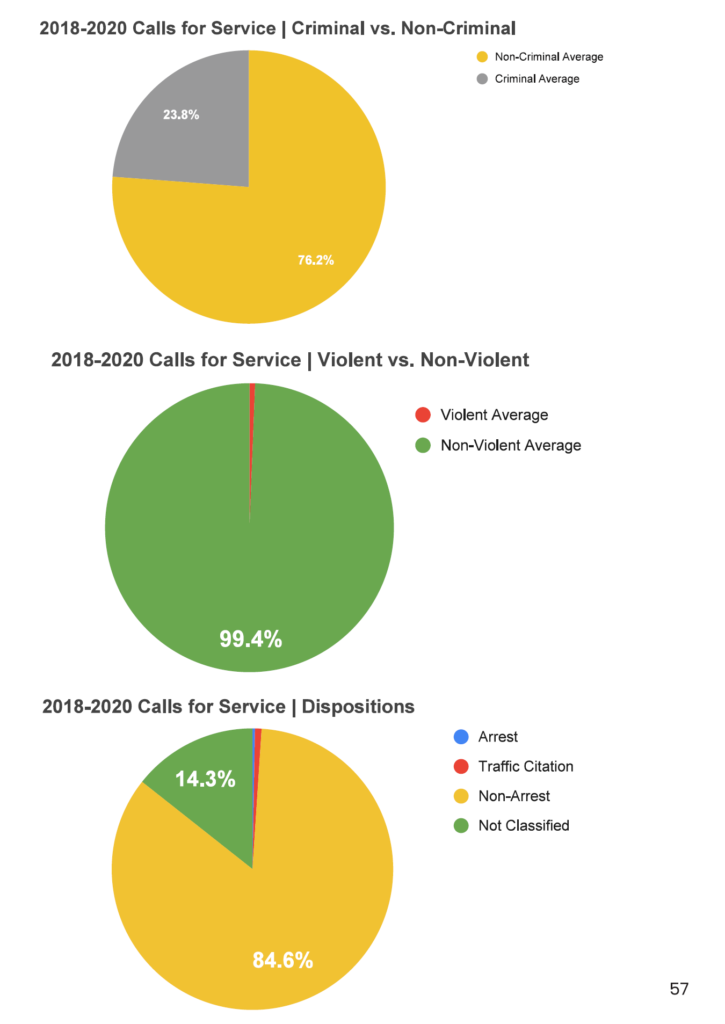 2018-2020 Calls for Service | Criminal vs. Non-Criminal
Non-Criminal Average
Criminal Average
23.8%
76.2%
2018-2020 Calls for Service | Violent vs. Non-Violent
Violent Average
Non-Violent Average
99.4%
2018-2020 Calls for Service | Dispositions
Arrest
Traffic Citation
Non-Arrest
Not Classified
14.3%
84.6%
57